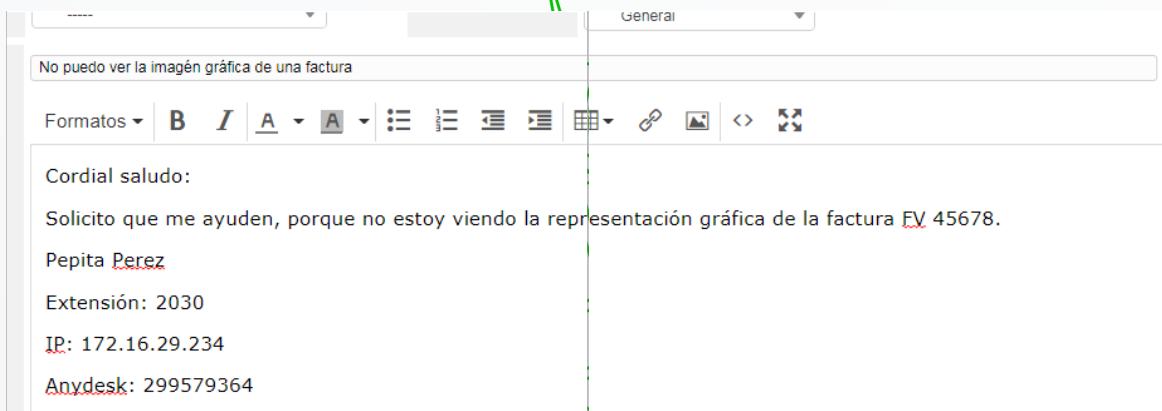 -----
General
No puedo ver la imagén gráfica de una factura
Formatos B I A A
Cordial saludo:
Solicito que me ayuden, porque no estoy viendo la representación gráfica de la factura FV 45678.
Pepita Perez
Extensión: 2030
IP: 172.16.29.234
Anydesk: 299579364